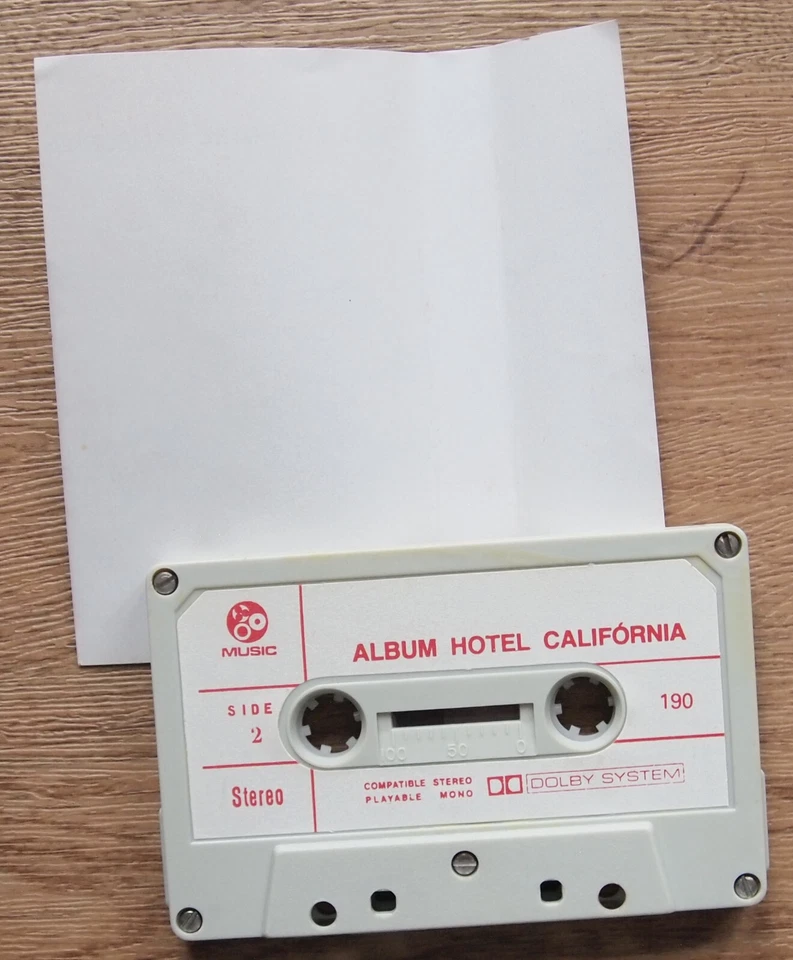 MUSIC
ALBUM HOTEL CALIFÓRNIA
SIDE
2
190
100 50 0
Stereo
COMPATIBLE STEREO
PLAYABLE MONO
DOLBY SYSTEM